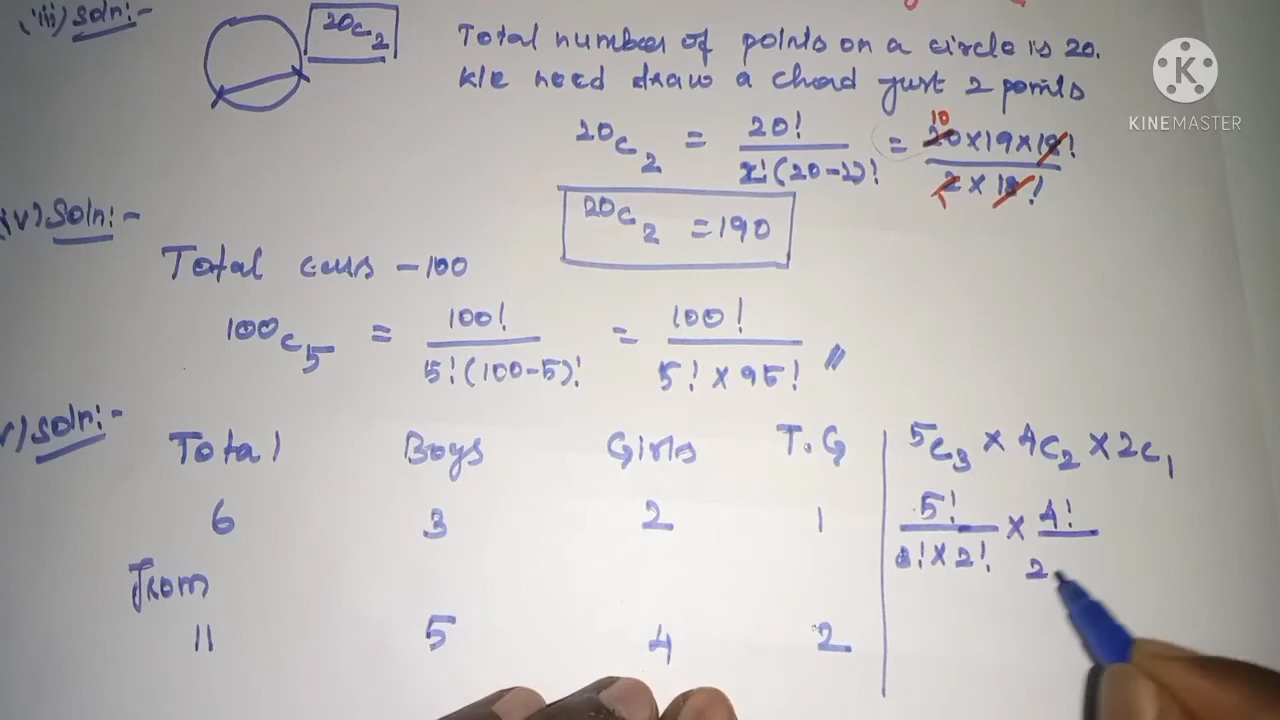 (iii) Soln:-
20C2
Total number of points on a circle is 20.
We need draw a chord just 2 points
20C2 = 20! / 2!(20-2)! = 20×19×18! / 2×18!
10
1
20C2 = 190
(iv) Soln:-
Total cars - 100
100C5 = 100! / 5!(100-5)! = 100! / 5!×95! //
v) Soln:-
Total Boys Girls T.G
6 3 2 1
from
11 5 4 2
5C3 × 4C2 × 2C1
5! / 3!×2! × 4! / 2
K
KINEMASTER